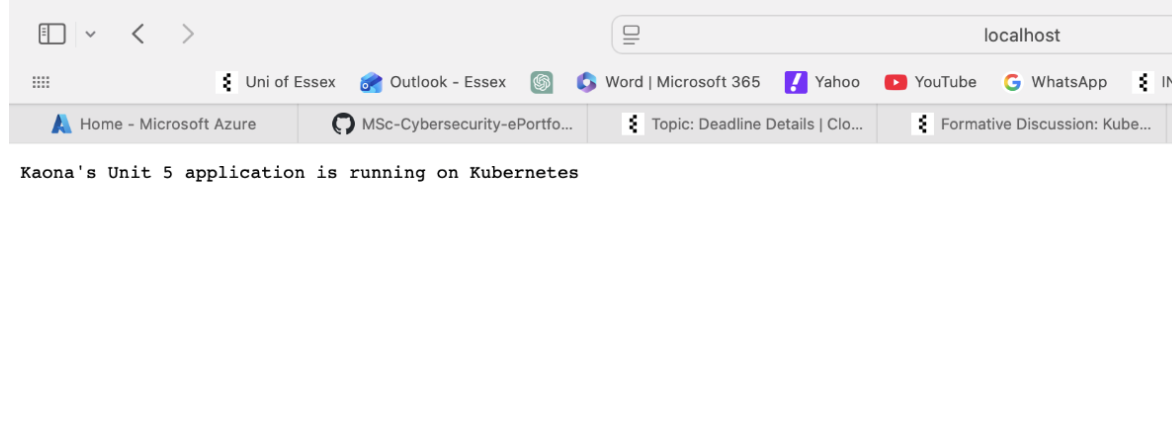 localhost
Uni of Essex Outlook - Essex Word | Microsoft 365 Yahoo YouTube WhatsApp IN
Home - Microsoft Azure MSc-Cybersecurity-ePortfo... Topic: Deadline Details | Clo... Formative Discussion: Kube...
Kaona's Unit 5 application is running on Kubernetes